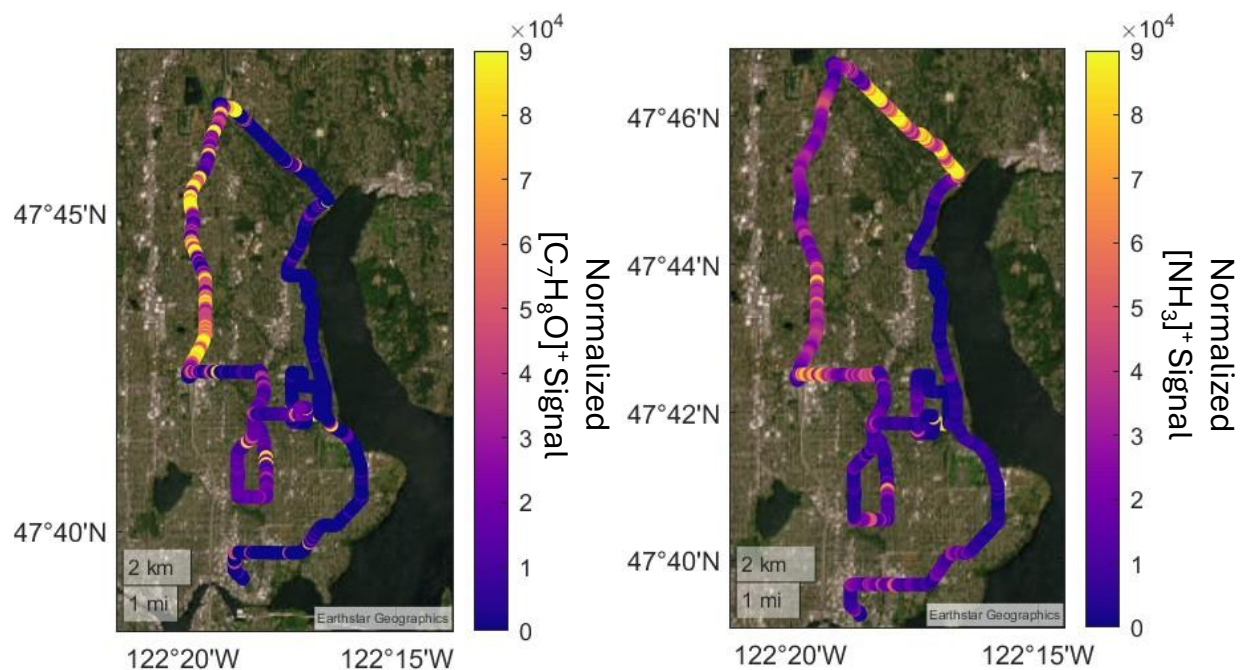 ×10⁴
9
8
7
6
5
4
3
2
1
0
47°45'N
47°40'N
122°20'W
122°15'W
2 km
1 mi
Earthstar Geographics
Normalized
[C₇H₈O]⁺ Signal
×10⁴
9
8
7
6
5
4
3
2
1
0
47°46'N
47°44'N
47°42'N
47°40'N
122°20'W
122°15'W
2 km
1 mi
Earthstar Geographics
Normalized
[NH₃]⁺ Signal